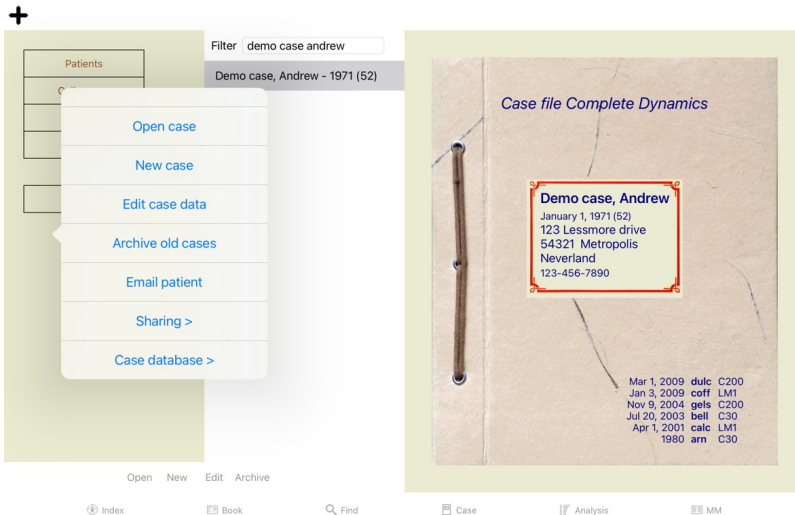 Filter demo case andrew
Patients
Demo case, Andrew - 1971 (52)
Open case
New case
Edit case data
Archive old cases
Email patient
Sharing >
Case database >
Open New Edit Archive
Case file Complete Dynamics
Demo case, Andrew
January 1, 1971 (52)
123 Lessmore drive
54321 Metropolis
Neverland
123-456-7890
Mar 1, 2009 dulc C200
Jan 3, 2009 coff LM1
Nov 9, 2004 gels C200
Jul 20, 2003 bell C30
Apr 1, 2001 calc LM1
1980 arn C30
Index Book Find Case Analysis MM